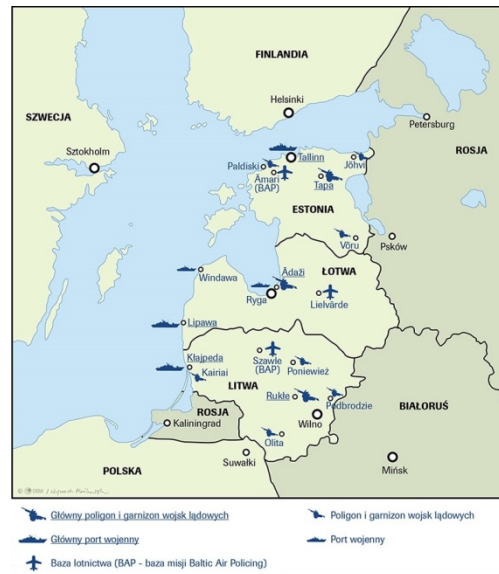 FINLANDIA
SZWECJA
Helsinki
Petersburg
Sztokholm
ROSJA
Tallinn
Jõhvi
Paldiski
Ämari
(BAP)
Tapa
ESTONIA
Võru
Psków
ŁOTWA
Windawa
Ādaži
Ryga
Lielvārde
Lipawa
Kłajpeda
Kairiai
Szawle
(BAP)
Poniewież
LITWA
Rukłe
Podbrodzie
ROSJA
Kaliningrad
Wilno
BIAŁORUŚ
Olita
Suwałki
POLSKA
Mińsk
Główny poligon i garnizon wojsk lądowych
Poligon i garnizon wojsk lądowych
Główny port wojenny
Port wojenny
Baza lotnictwa (BAP - baza misji Baltic Air Policing)